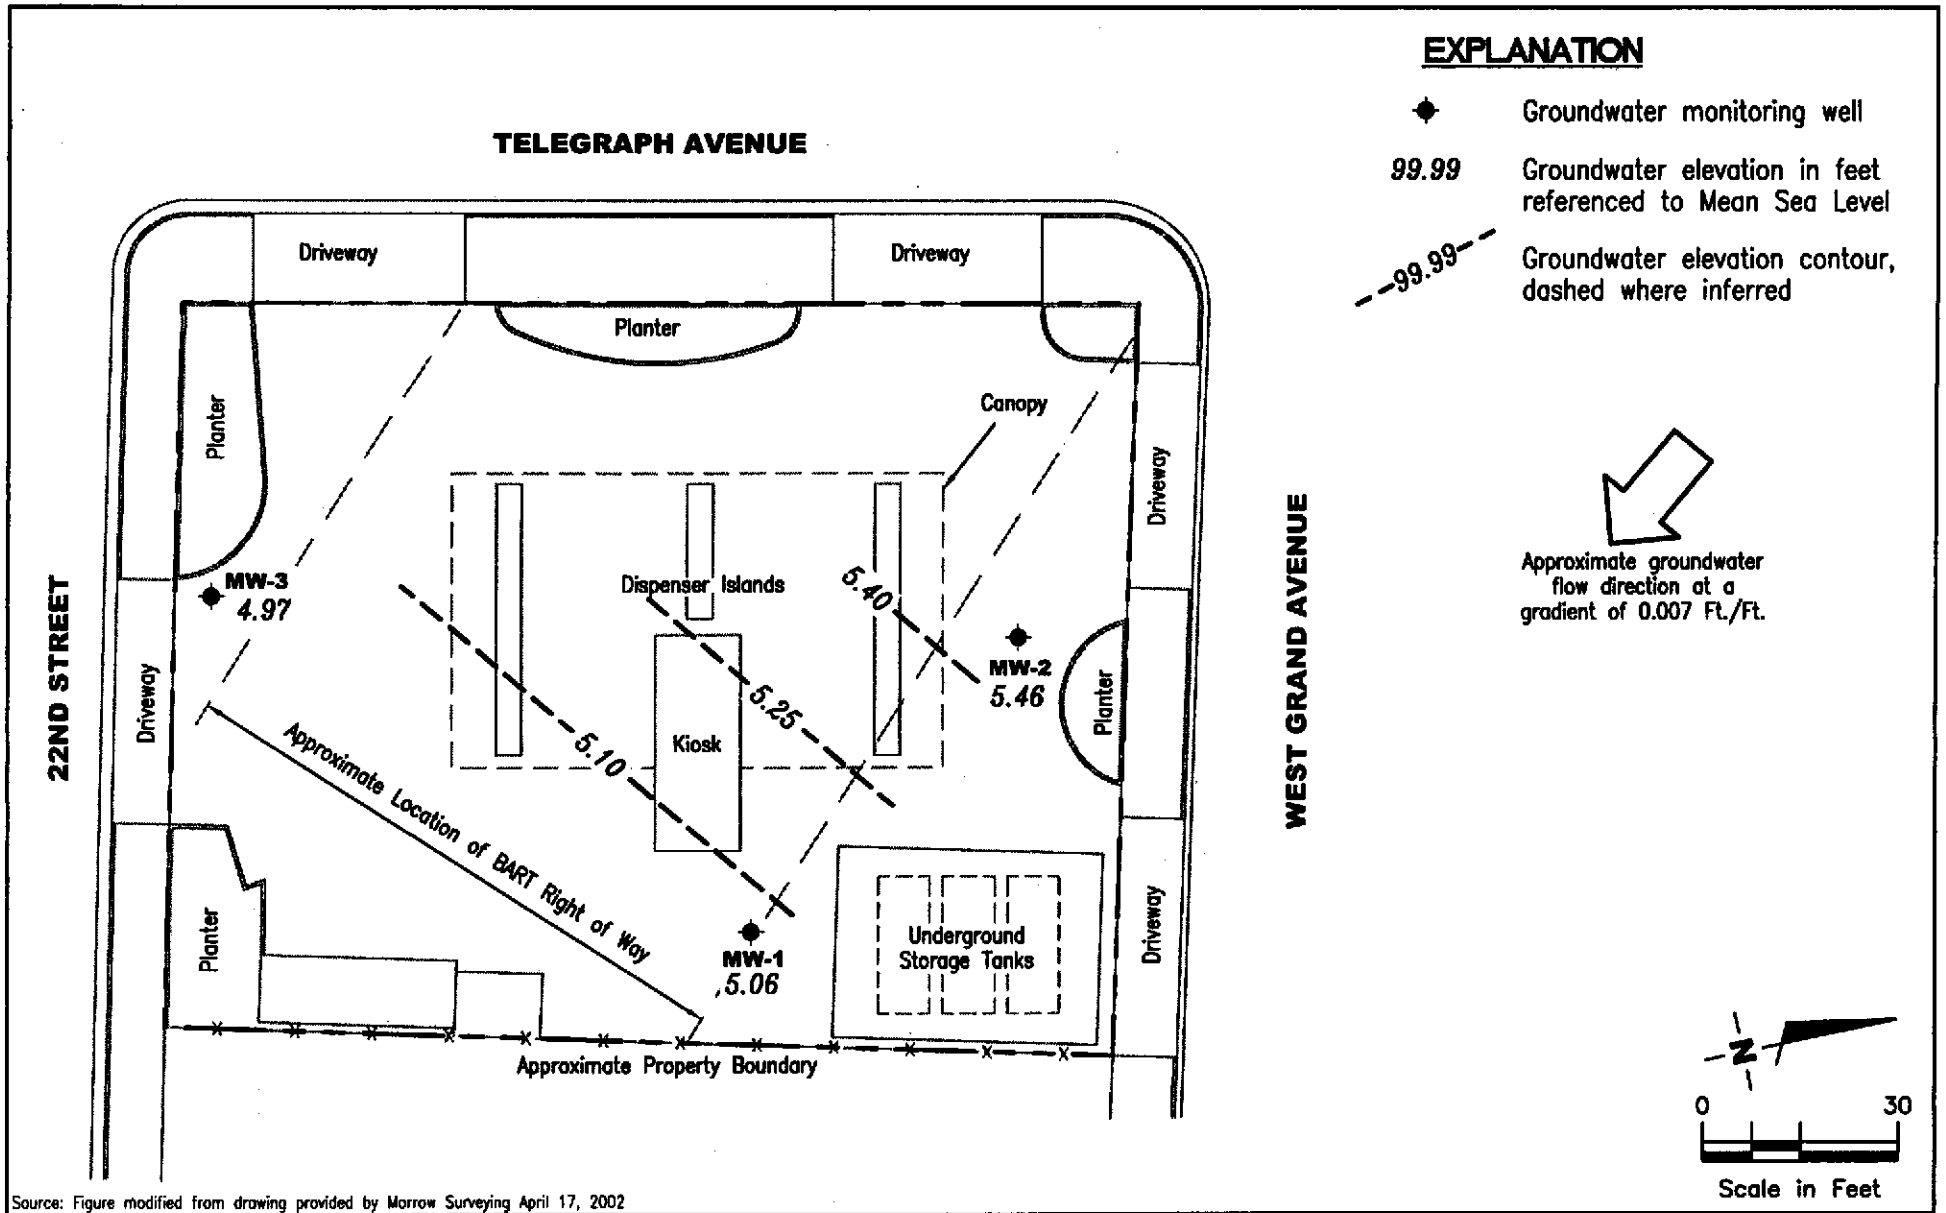 EXPLANATION
Groundwater monitoring well
99.99
Groundwater elevation in feet
referenced to Mean Sea Level
99.99
Groundwater elevation contour,
dashed where inferred
TELEGRAPH AVENUE
Driveway
Driveway
Planter
Planter
Canopy
Driveway
MW-3
4.97
Dispenser Islands
5.40
MW-2
5.46
Planter
5.25
5.10
Kiosk
22ND STREET
Driveway
WEST GRAND AVENUE
Approximate groundwater
flow direction at a
gradient of 0.007 Ft./Ft.
Approximate Location of BART Right of Way
Planter
MW-1
5.06
Underground
Storage Tanks
Driveway
Approximate Property Boundary
N
0 30
Scale in Feet
Source: Figure modified from drawing provided by Morrow Surveying April 17, 2002